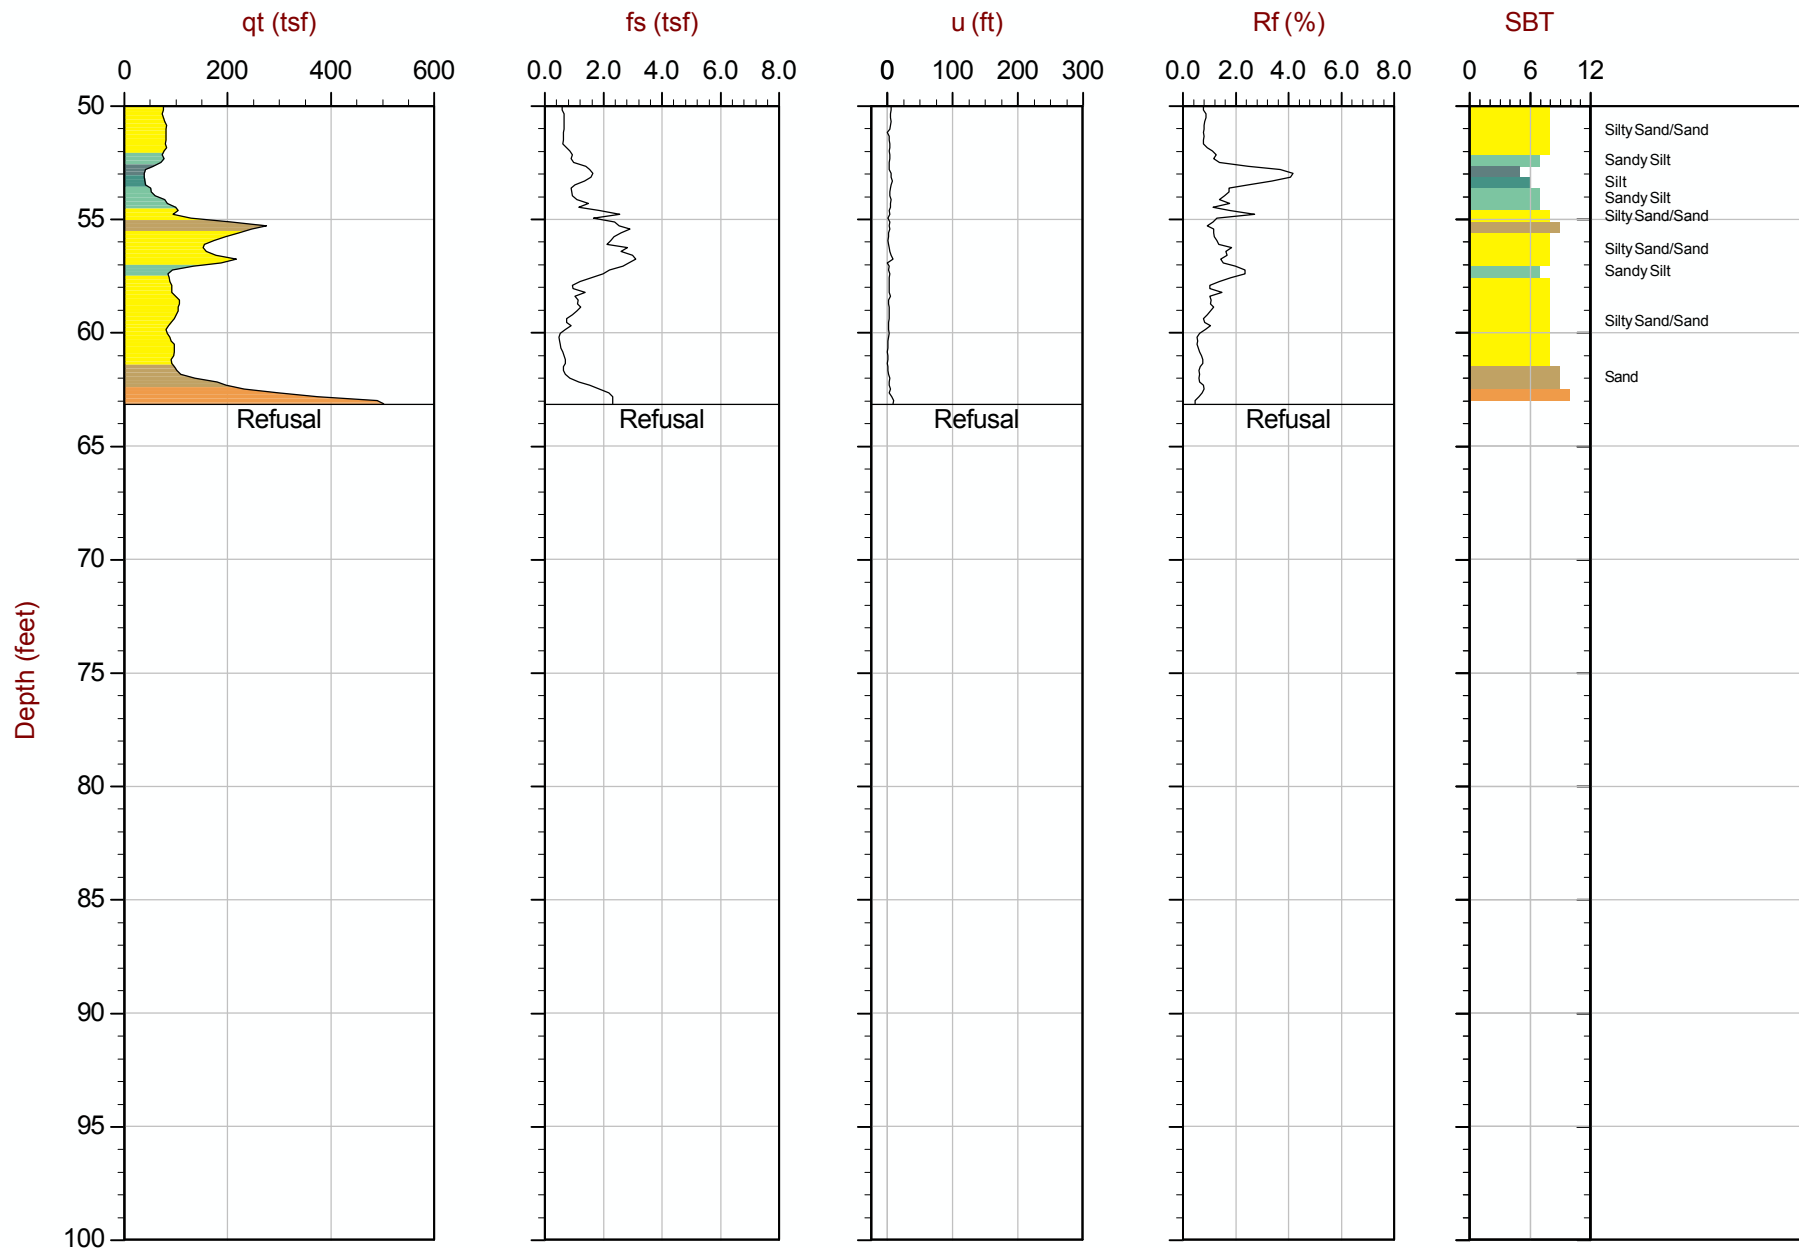 qt (tsf) fs (tsf) u (ft) Rf (%) SBT
0 200 400 600 0.0 2.0 4.0 6.0 8.0 0 100 200 300 0.0 2.0 4.0 6.0 8.0 0 6 12
50
Silty Sand/Sand
Sandy Silt
Silt
Sandy Silt
Silty Sand/Sand
55
Silty Sand/Sand
Sandy Silt
Silty Sand/Sand
60
Sand
Refusal Refusal Refusal Refusal
65
70
75
Depth (feet)
80
85
90
95
100